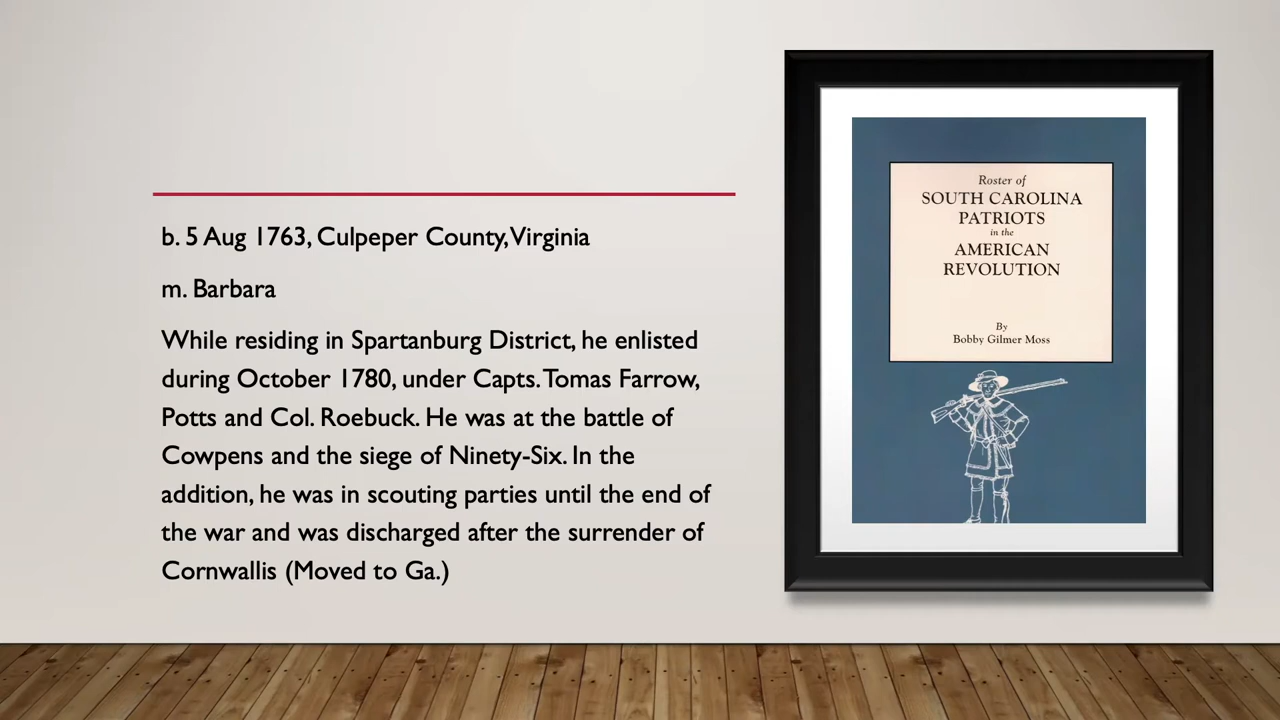 b. 5 Aug 1763, Culpeper County, Virginia
m. Barbara
While residing in Spartanburg District, he enlisted
during October 1780, under Capts. Tomas Farrow,
Potts and Col. Roebuck. He was at the battle of
Cowpens and the siege of Ninety-Six. In the
addition, he was in scouting parties until the end of
the war and was discharged after the surrender of
Cornwallis (Moved to Ga.)
Roster of
SOUTH CAROLINA
PATRIOTS
in the
AMERICAN
REVOLUTION
By
Bobby Gilmer Moss